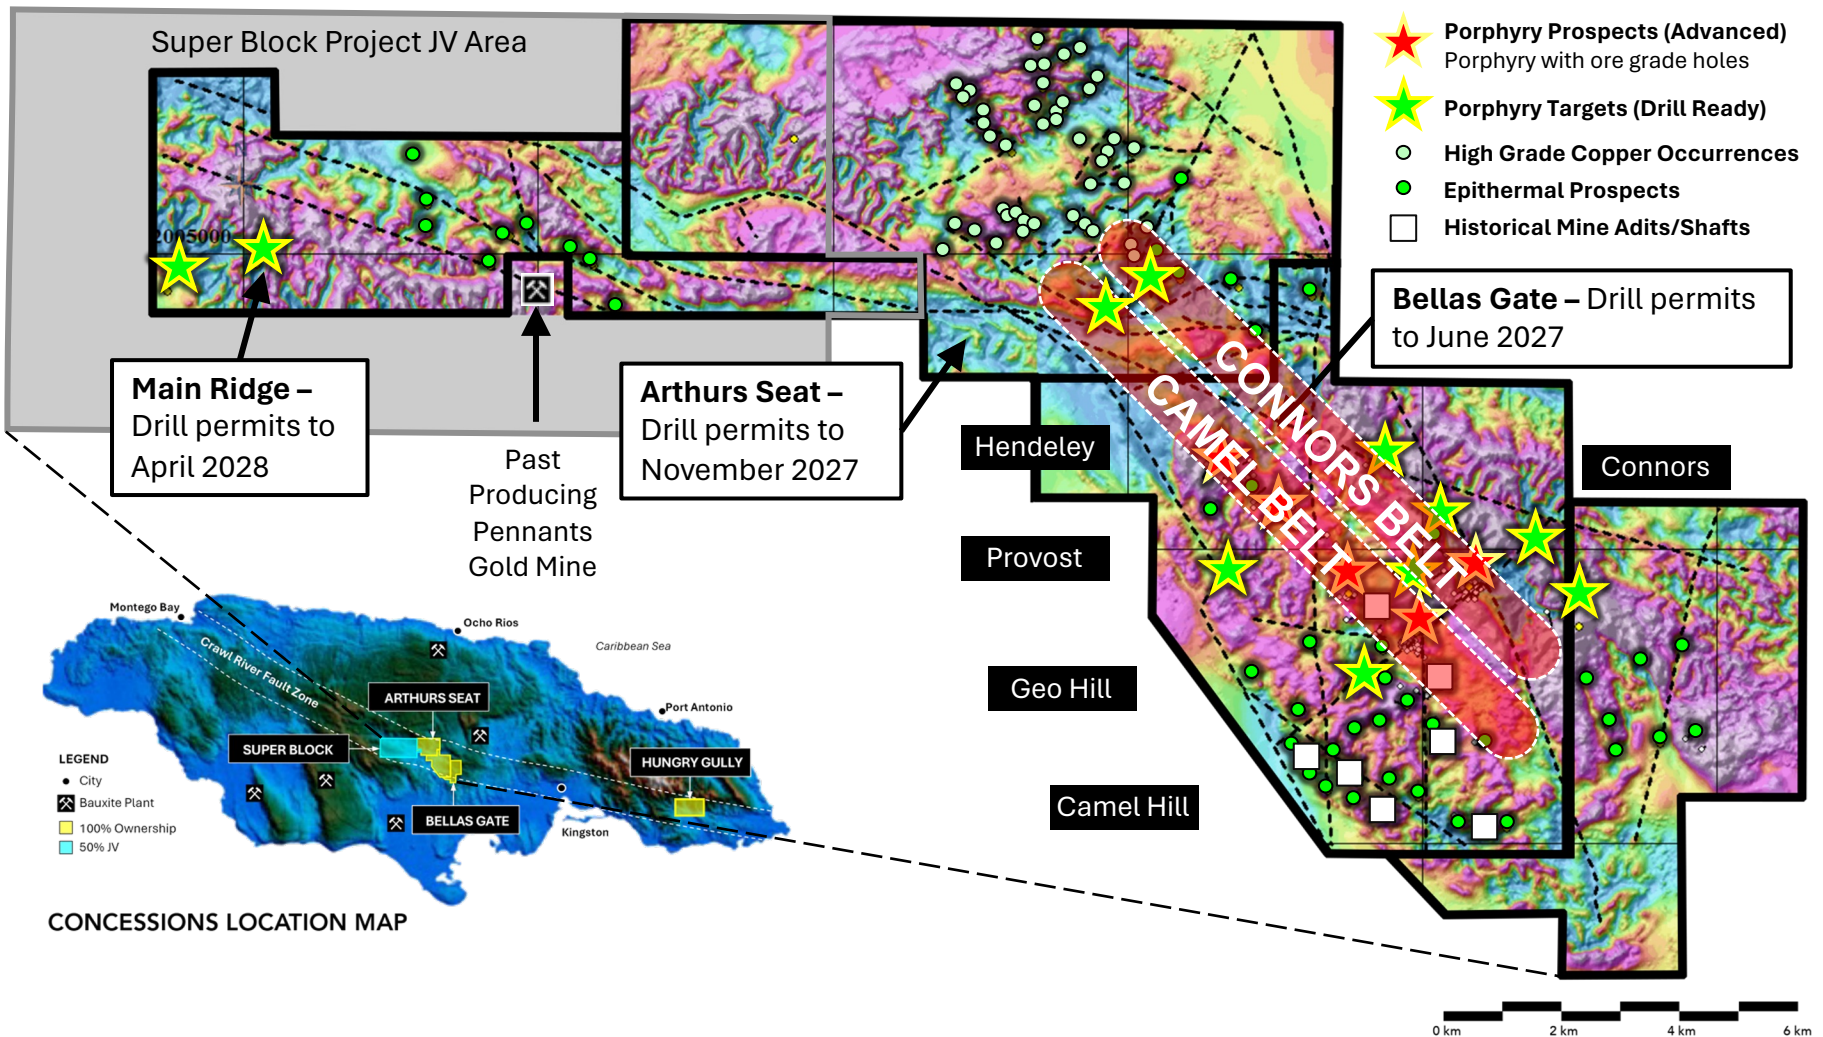 Super Block Project JV Area
Porphyry Prospects (Advanced)
Porphyry with ore grade holes
Porphyry Targets (Drill Ready)
High Grade Copper Occurrences
Epithermal Prospects
Historical Mine Adits/Shafts
2005000
Bellas Gate – Drill permits
to June 2027
Main Ridge –
Drill permits to
April 2028
Past
Producing
Pennants
Gold Mine
Arthurs Seat –
Drill permits to
November 2027
CONNORS BELT
CAMEL BELT
Hendeley
Connors
Provost
Geo Hill
Camel Hill
Montego Bay
Ocho Rios
Caribbean Sea
Crawl River Fault Zone
ARTHURS SEAT
Port Antonio
SUPER BLOCK
HUNGRY GULLY
BELLAS GATE
Kingston
LEGEND
City
Bauxite Plant
100% Ownership
50% JV
CONCESSIONS LOCATION MAP
0 km 2 km 4 km 6 km